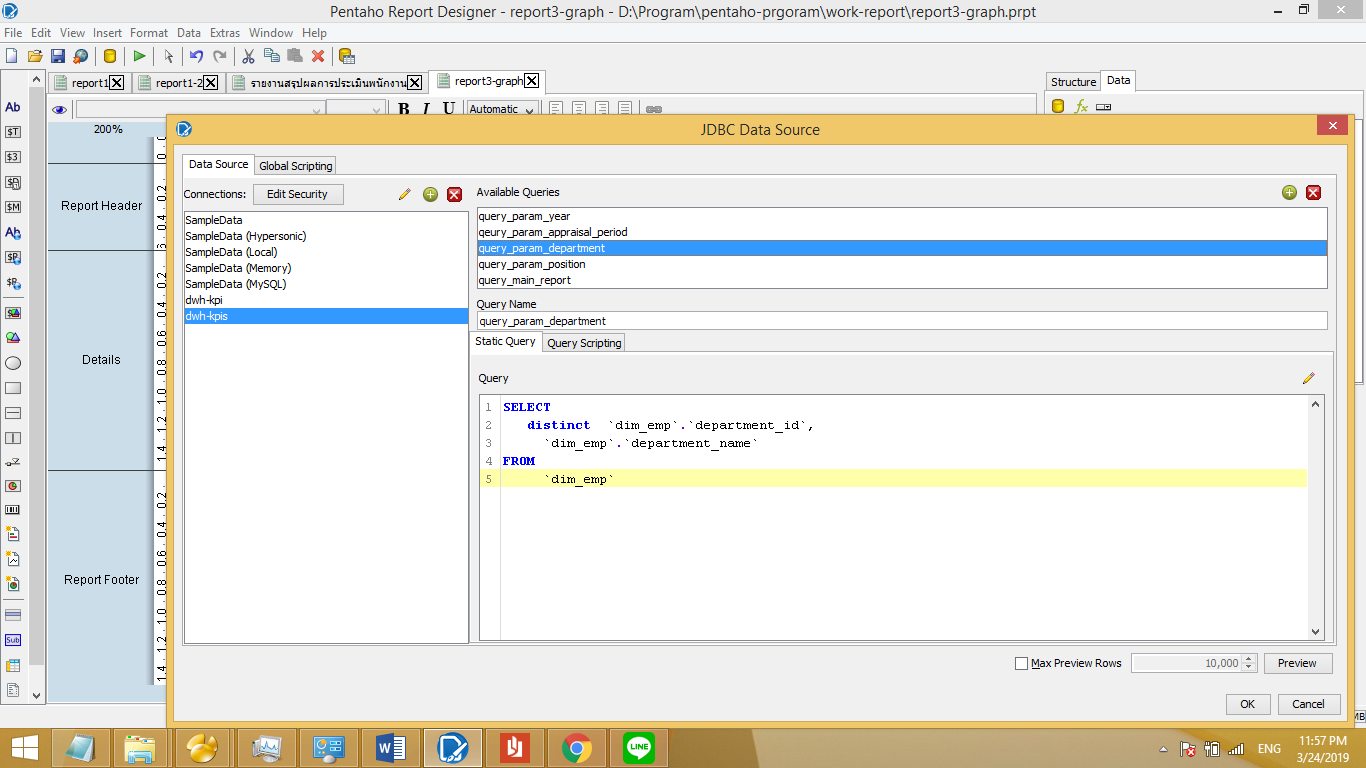 Pentaho Report Designer - report3-graph - D:\Program\pentaho-prgoram\work-report\report3-graph.prpt
File Edit View Insert Format Data Extras Window Help
report1
report1-2
รายงานสรุปผลการประเมินพนักงาน
report3-graph
Structure
Data
B I U
Automatic
200%
Report Header
Details
Report Footer
JDBC Data Source
Data Source
Global Scripting
Connections:
Edit Security
SampleData
SampleData (Hypersonic)
SampleData (Local)
SampleData (Memory)
SampleData (MySQL)
dwh-kpi
dwh-kpis
Available Queries
query_param_year
qeury_param_appraisal_period
query_param_department
query_param_position
query_main_report
Query Name
query_param_department
Static Query
Query Scripting
Query
1 SELECT
2 distinct `dim_emp`.`department_id`,
3 `dim_emp`.`department_name`
4 FROM
5 `dim_emp`
Max Preview Rows
10,000
Preview
OK
Cancel
ENG
11:57 PM
3/24/2019
LINE